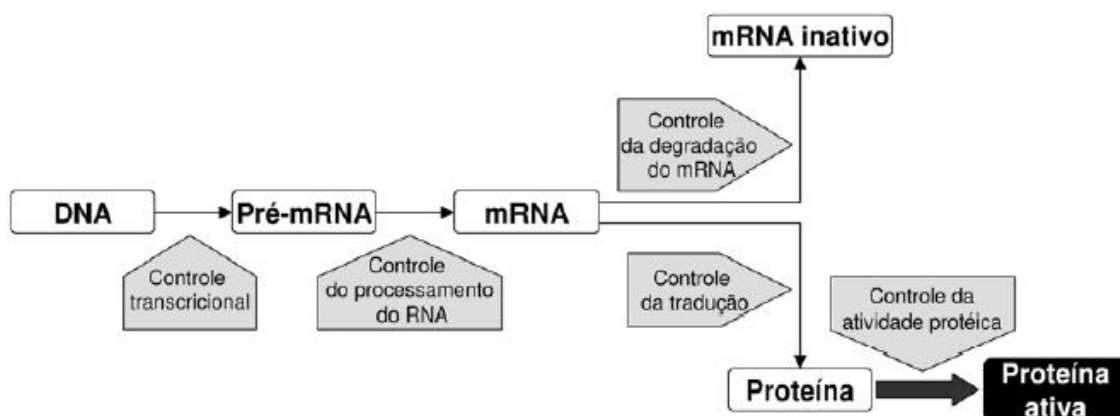 mRNA inativo
Controle
da degradação
do mRNA
DNA
Pré-mRNA
mRNA
Controle
transcricional
Controle
do processamento
do RNA
Controle
da tradução
Controle da
atividade protéica
Proteína
Proteína
ativa